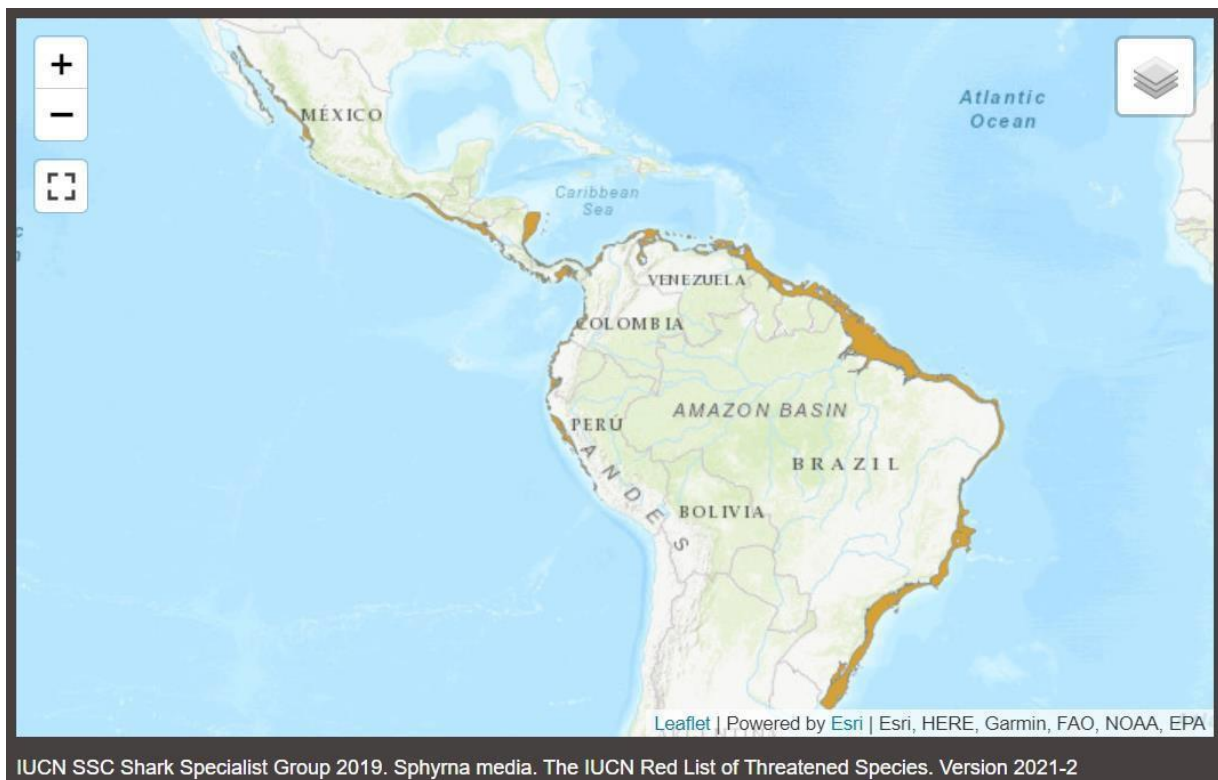 +
−
Atlantic
Ocean
MÉXICO
Caribbean
Sea
VENEZUELA
COLOMBIA
AMAZON BASIN
PERÚ
BRAZIL
ANDES
BOLIVIA
Leaflet | Powered by Esri | Esri, HERE, Garmin, FAO, NOAA, EPA
IUCN SSC Shark Specialist Group 2019. Sphyrna media. The IUCN Red List of Threatened Species. Version 2021-2